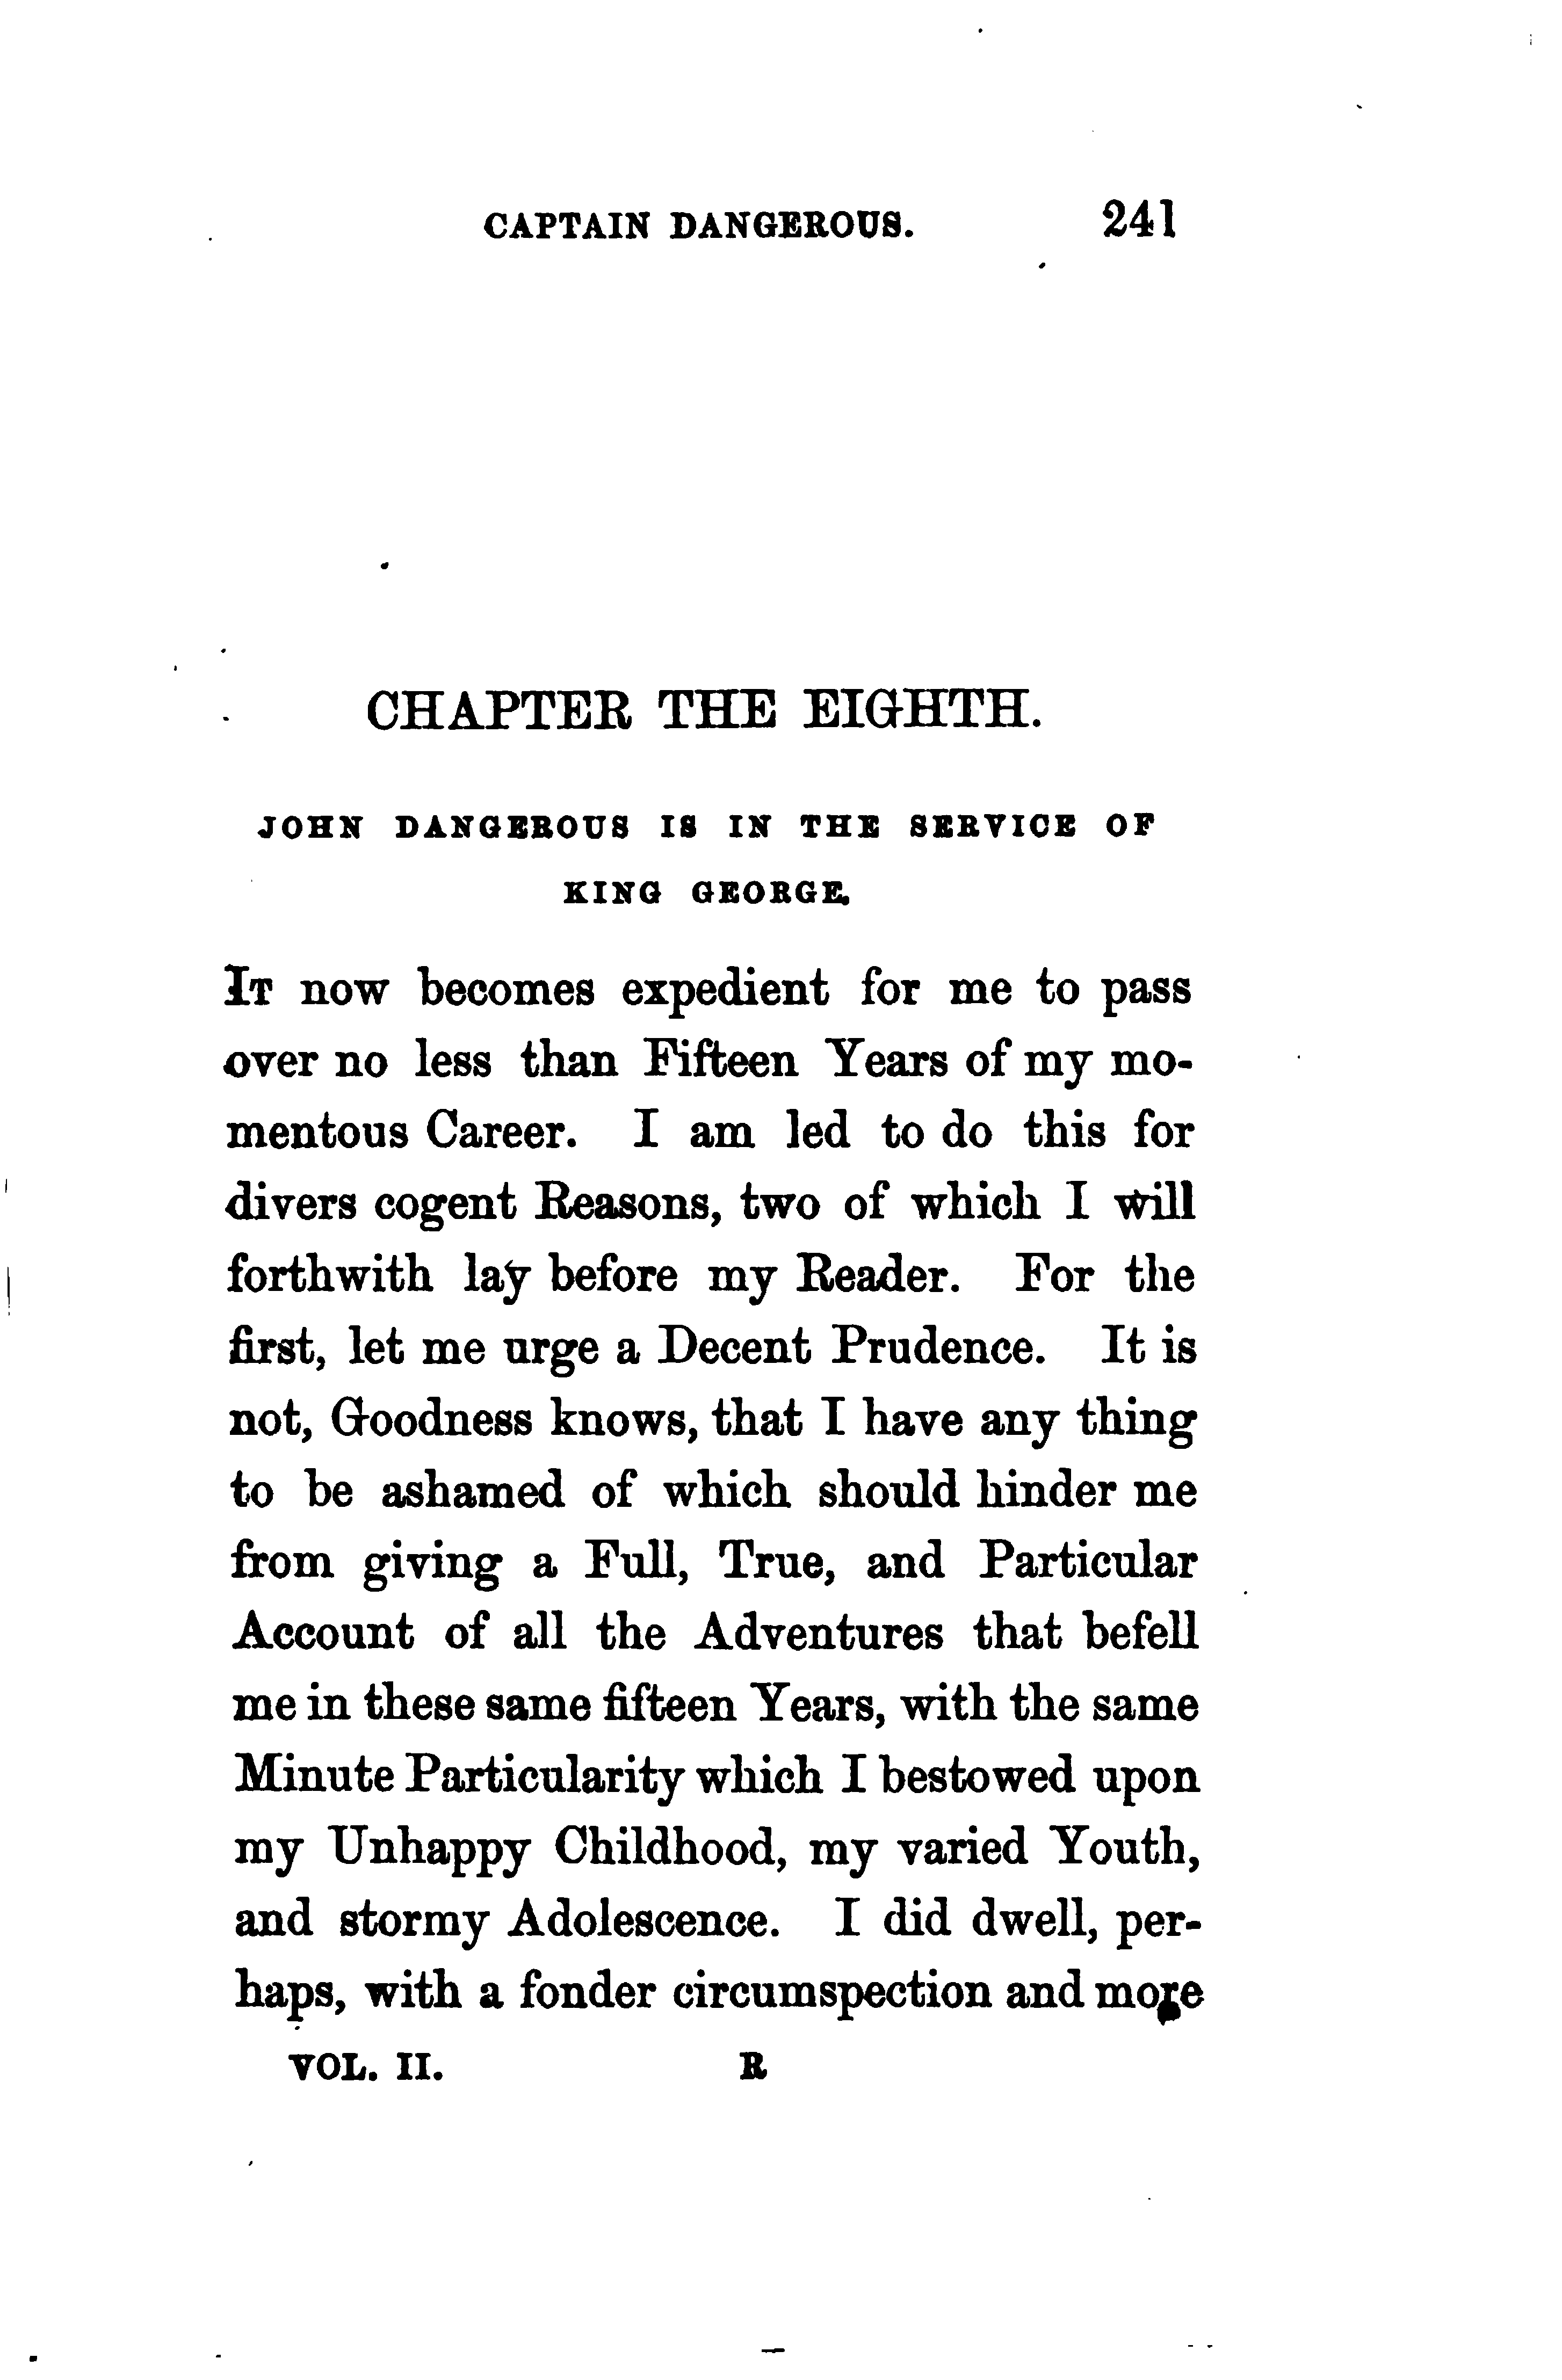 CAPTAIN DANGEROUS. 241
CHAPTER THE EIGHTH.
JOHN DANGEROUS IS IN THE SERVICE OF
KING GEORGE.
IT now becomes expedient for me to pass
over no less than Fifteen Years of my mo-
mentous Career. I am led to do this for
divers cogent Reasons, two of which I will
forthwith lay before my Reader. For the
first, let me urge a Decent Prudence. It is
not, Goodness knows, that I have any thing
to be ashamed of which should hinder me
from giving a Full, True, and Particular
Account of all the Adventures that befell
me in these same fifteen Years, with the same
Minute Particularity which I bestowed upon
my Unhappy Childhood, my varied Youth,
and stormy Adolescence. I did dwell, per-
haps, with a fonder circumspection and more
VOL. II. R